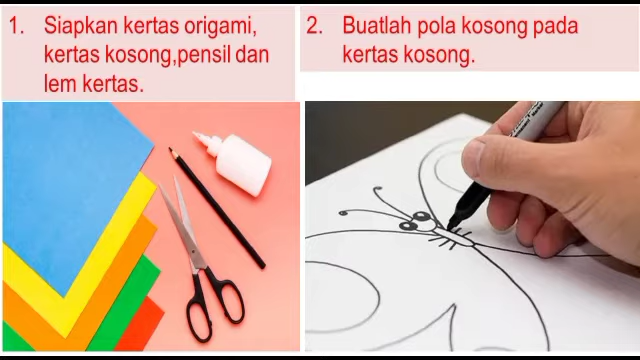 1. Siapkan kertas origami,
kertas kosong,pensil dan
lem kertas.
2. Buatlah pola kosong pada
kertas kosong.